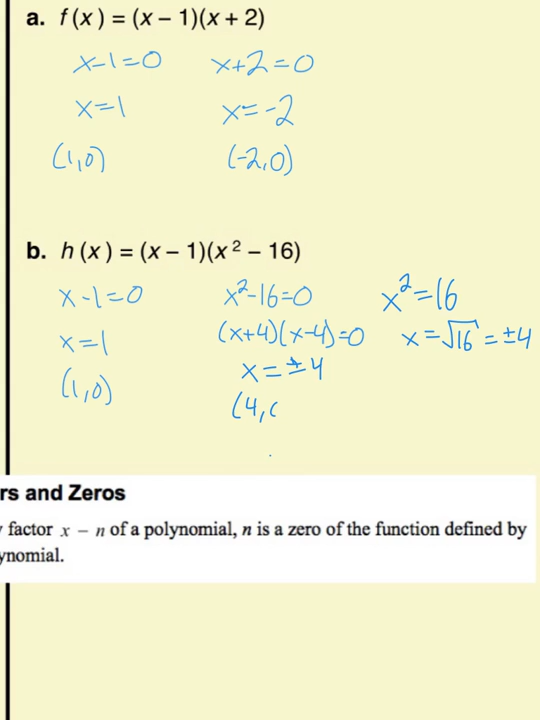 a. f(x) = (x – 1)(x + 2)
x-1=0 x+2=0
x=1 x=-2
(1,0) (-2,0)
b. h(x) = (x – 1)(x² – 16)
x-1=0 x²-16=0 x²=16
x=1 (x+4)(x-4)=0 x=√16=±4
(1,0) x=±4
(4,0
rs and Zeros
factor x − n of a polynomial, n is a zero of the function defined by
ynomial.